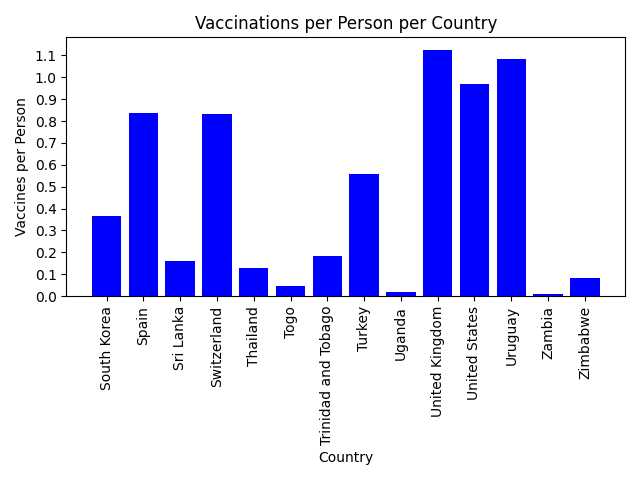 Vaccinations per Person per Country
Vaccines per Person
1.1
1.0
0.9
0.8
0.7
0.6
0.5
0.4
0.3
0.2
0.1
0.0
South Korea
Spain
Sri Lanka
Switzerland
Thailand
Togo
Trinidad and Tobago
Turkey
Uganda
United Kingdom
United States
Uruguay
Zambia
Zimbabwe
Country